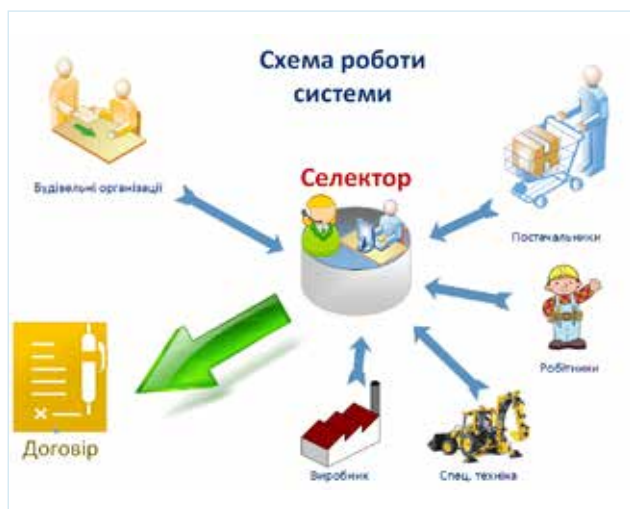 Схема роботи
системи
Будівельні організації
Селектор
Постачальники
Робітники
Договір
Виробник
Спец. техніка